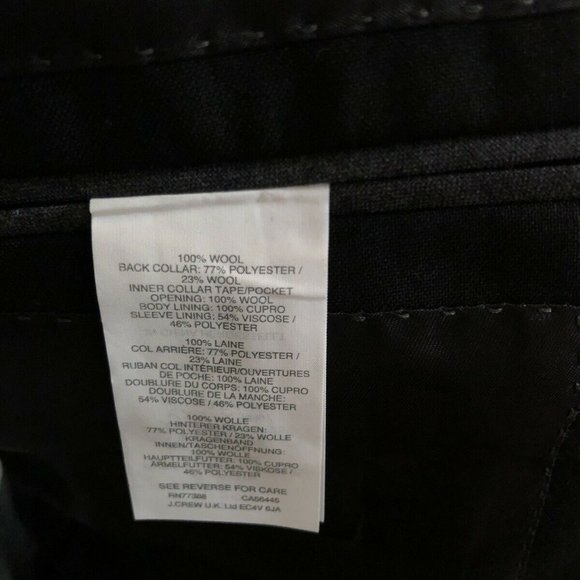 100% WOOL
BACK COLLAR: 77% POLYESTER /
23% WOOL
INNER COLLAR TAPE/POCKET
OPENING: 100% WOOL
BODY LINING: 100% CUPRO
SLEEVE LINING: 54% VISCOSE /
46% POLYESTER
100% LAINE
COL ARRIÈRE: 77% POLYESTER /
23% LAINE
RUBAN COL INTÉRIEUR/OUVERTURES
DE POCHE: 100% LAINE
DOUBLURE DU CORPS: 100% CUPRO
DOUBLURE DE LA MANCHE:
54% VISCOSE / 46% POLYESTER
100% WOLLE
HINTERER KRAGEN:
77% POLYESTER / 23% WOLLE
KRAGENBAND
INNEN/TASCHENÖFFNUNG:
100% WOLLE
HAUPTTEILFUTTER: 100% CUPRO
ÄRMELFUTTER: 54% VISKOSE /
46% POLYESTER
SEE REVERSE FOR CARE
RN77388 CA56446
J.CREW U.K. Ltd EC4V 6JA